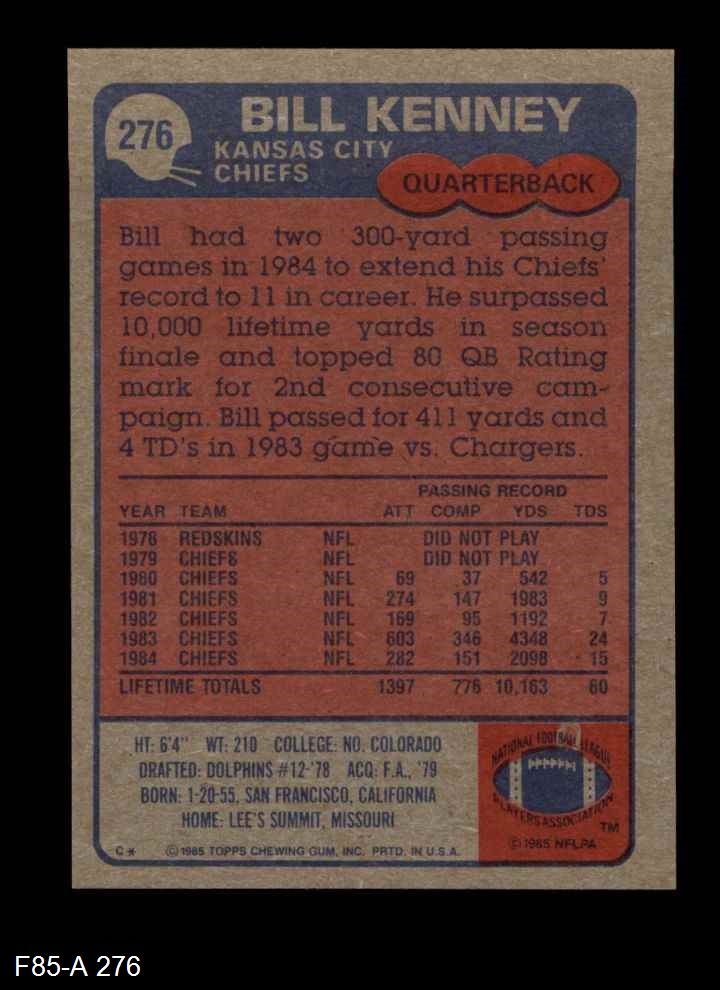 276
BILL KENNEY
KANSAS CITY
CHIEFS
QUARTERBACK
Bill had two 300-yard passing
games in 1984 to extend his Chiefs'
record to 11 in career. He surpassed
10,000 lifetime yards in season
finale and topped 80 QB Rating
mark for 2nd consecutive cam-
paign. Bill passed for 411 yards and
4 TD's in 1983 game vs. Chargers.
PASSING RECORD
YEAR TEAM ATT COMP YDS TDS
1978 REDSKINS NFL DID NOT PLAY
1979 CHIEFS NFL DID NOT PLAY
1980 CHIEFS NFL 69 37 542 5
1981 CHIEFS NFL 274 147 1983 9
1982 CHIEFS NFL 169 95 1192 7
1983 CHIEFS NFL 603 346 4348 24
1984 CHIEFS NFL 282 151 2098 15
LIFETIME TOTALS 1397 776 10,163 60
HT: 6'4" WT: 210 COLLEGE: NO. COLORADO
DRAFTED: DOLPHINS #12-'78 ACQ: F.A., '79
BORN: 1-20-55, SAN FRANCISCO, CALIFORNIA
HOME: LEE'S SUMMIT, MISSOURI
C* © 1985 TOPPS CHEWING GUM, INC. PRTD. IN U.S.A.
NATIONAL FOOTBALL LEAGUE
PLAYERS ASSOCIATION
TM
© 1985 NFLPA
F85-A 276